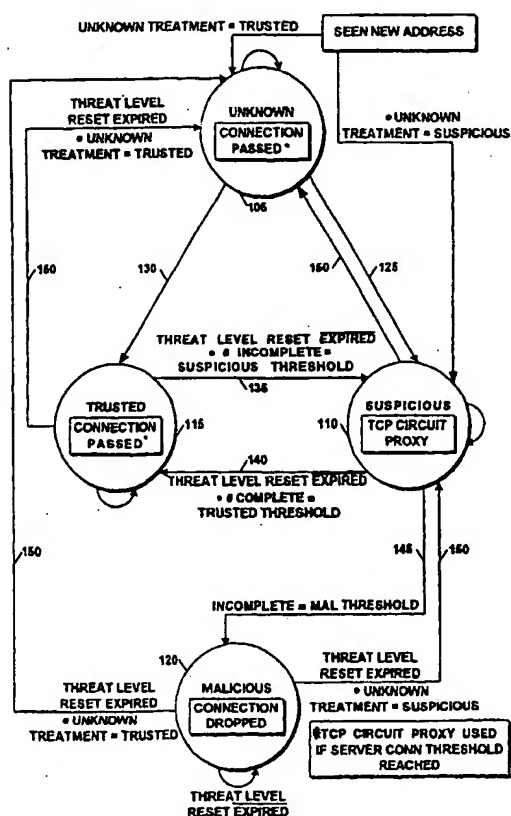 UNKNOWN TREATMENT = TRUSTED
SEEN NEW ADDRESS
THREAT LEVEL
RESET EXPIRED
• UNKNOWN
TREATMENT = TRUSTED
UNKNOWN
CONNECTION
PASSED*
105
• UNKNOWN
TREATMENT = SUSPICIOUS
150
130
150
125
THREAT LEVEL RESET EXPIRED
• # INCOMPLETE =
SUSPICIOUS THRESHOLD
135
TRUSTED
CONNECTION
PASSED*
115
110
SUSPICIOUS
TCP CIRCUIT
PROXY
140
THREAT LEVEL RESET EXPIRED
• # COMPLETE =
TRUSTED THRESHOLD
150
145
150
INCOMPLETE = MAL THRESHOLD
120
THREAT LEVEL
RESET EXPIRED
• UNKNOWN
TREATMENT = TRUSTED
MALICIOUS
CONNECTION
DROPPED
THREAT LEVEL
RESET EXPIRED
• UNKNOWN
TREATMENT = SUSPICIOUS
TCP CIRCUIT PROXY USED
IF SERVER CONN THRESHOLD
REACHED
THREAT LEVEL
RESET EXPIRED